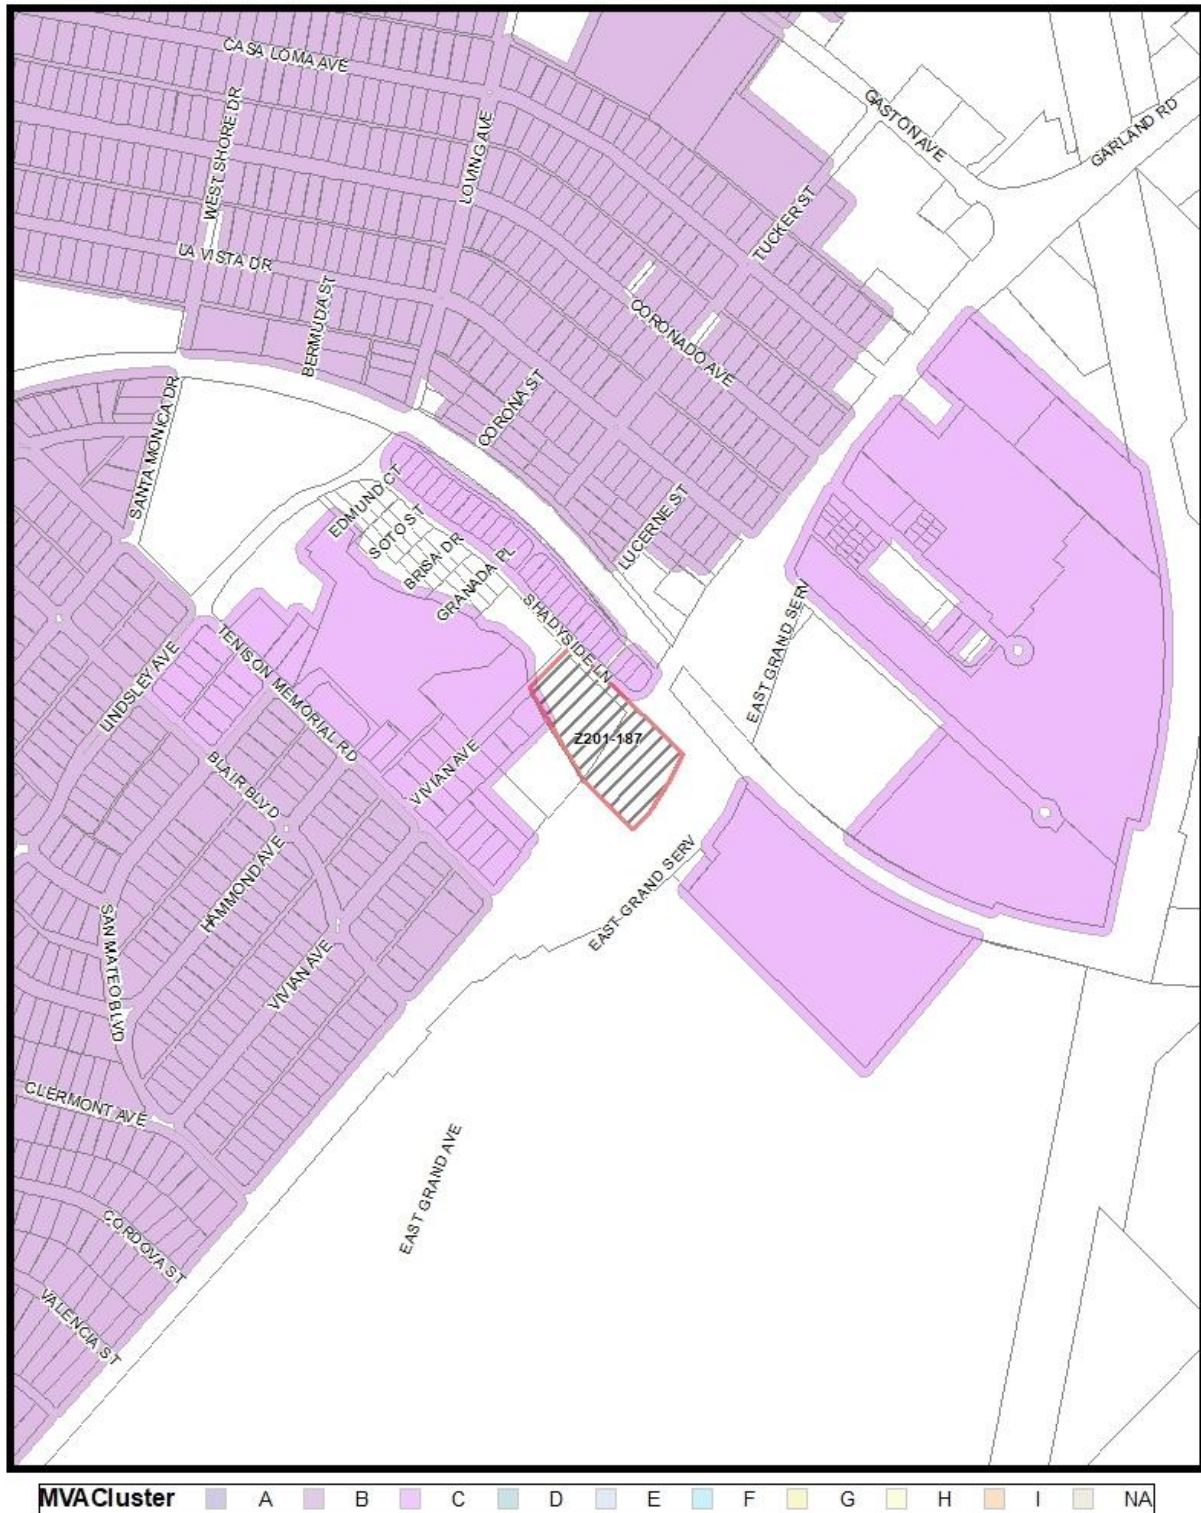 CASA LOMA AVE
WEST SHORE DR
LOVING AVE
GASTON AVE
GARLAND RD
TUCKER ST
LA VISTA DR
BERMUDA ST
CORONADO AVE
CORONA ST
SANTA MONICA DR
EDMUND CT
SOTO ST
BRISA DR
GRANADA PL
LUCERNE ST
SHADYSIDE LN
EAST GRAND SERV
LINDSLEY AVE
TENISON MEMORIAL RD
Z201-187
VIVIAN AVE
BLAIR BLVD
HAMMOND AVE
EAST GRAND SERV
SAN MATEO BLVD
VIVIAN AVE
CLERMONT AVE
EAST GRAND AVE
CORDOVA ST
VALENCIA ST
MVACluster A B C D E F G H I NA